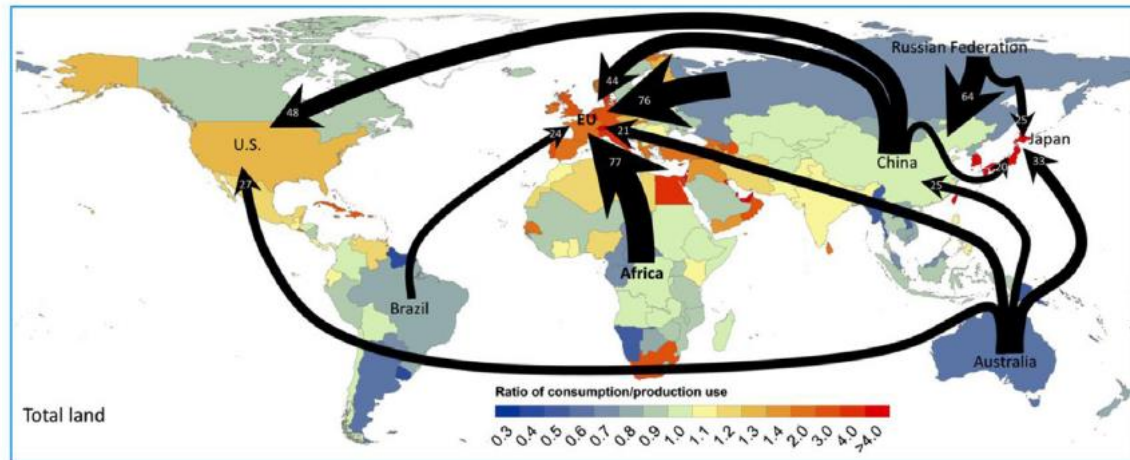 Russian Federation
44
76
64
48
EU
25
24
21
Japan
U.S.
China
20
33
77
27
25
Africa
Brazil
Australia
Ratio of consumption/production use
Total land
0.3 0.4 0.5 0.6 0.7 0.8 0.9 1.0 1.1 1.2 1.3 1.4 2.0 3.0 4.0 >4.0